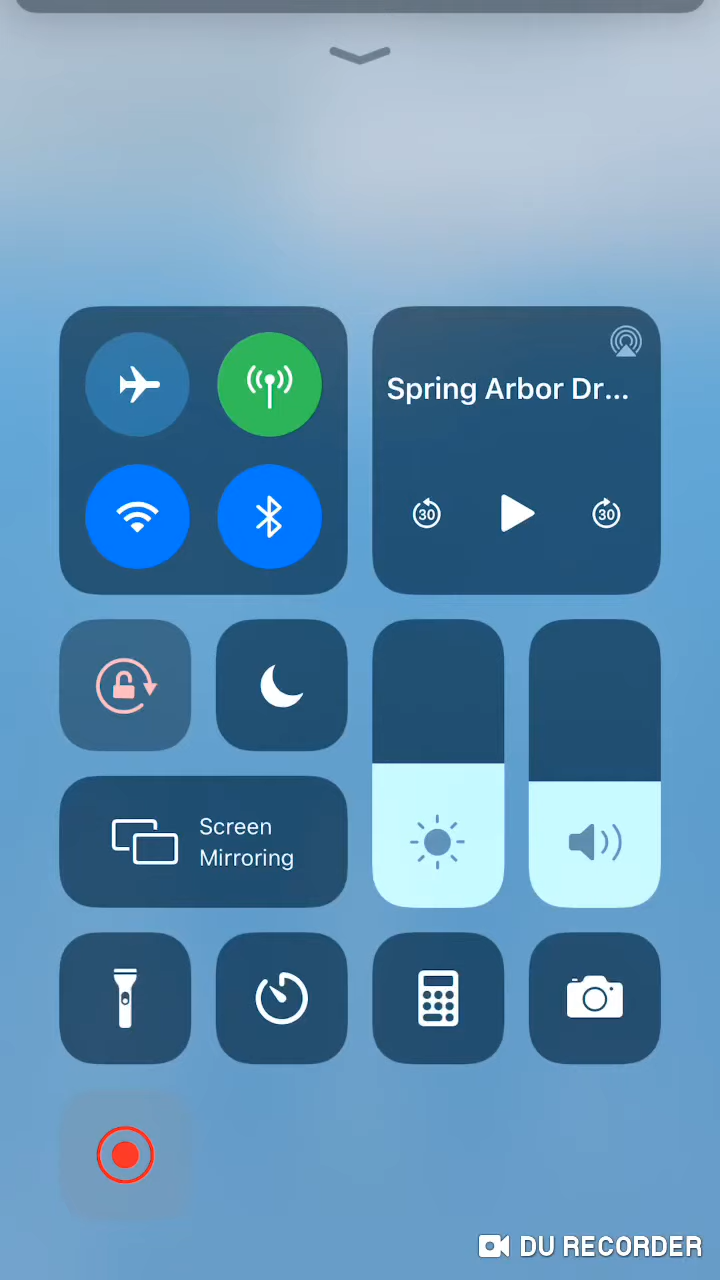 Spring Arbor Dr...
30
30
Screen
Mirroring
DU RECORDER